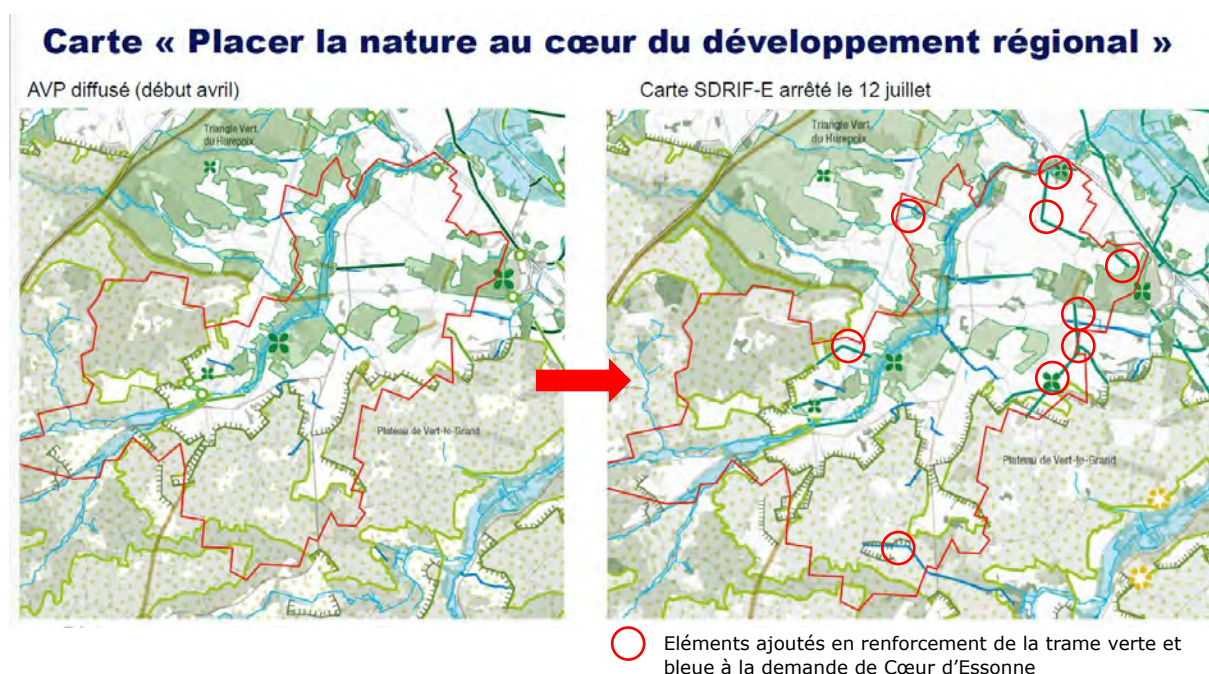 Carte « Placer la nature au cœur du développement régional »
AVP diffusé (début avril)
Carte SDRIF-E arrêté le 12 juillet
Triangle Vert
du Hurepoix
Plateau de Vert-le-Grand
Triangle Vert
du Hurepoix
Plateau de Vert-le-Grand
Eléments ajoutés en renforcement de la trame verte et
bleue à la demande de Cœur d'Essonne